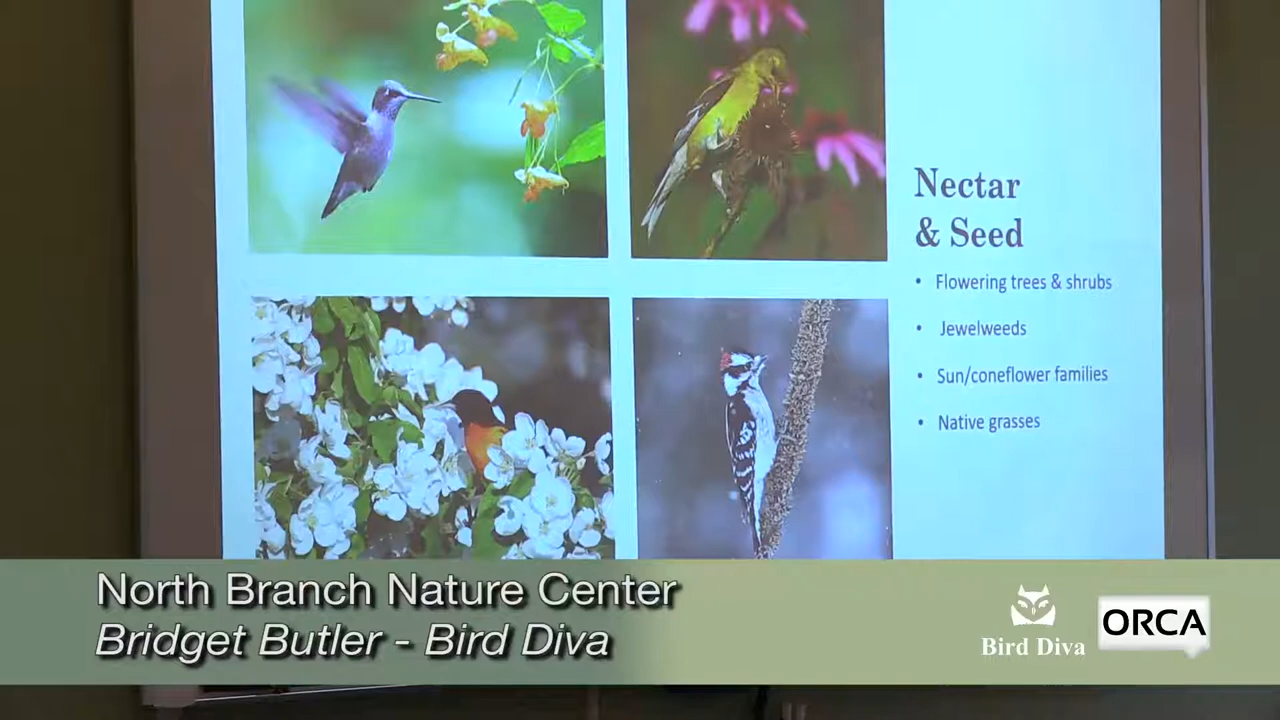 Nectar
& Seed
• Flowering trees & shrubs
• Jewelweeds
• Sun/coneflower families
• Native grasses
North Branch Nature Center
Bridget Butler - Bird Diva
Bird Diva
ORCA